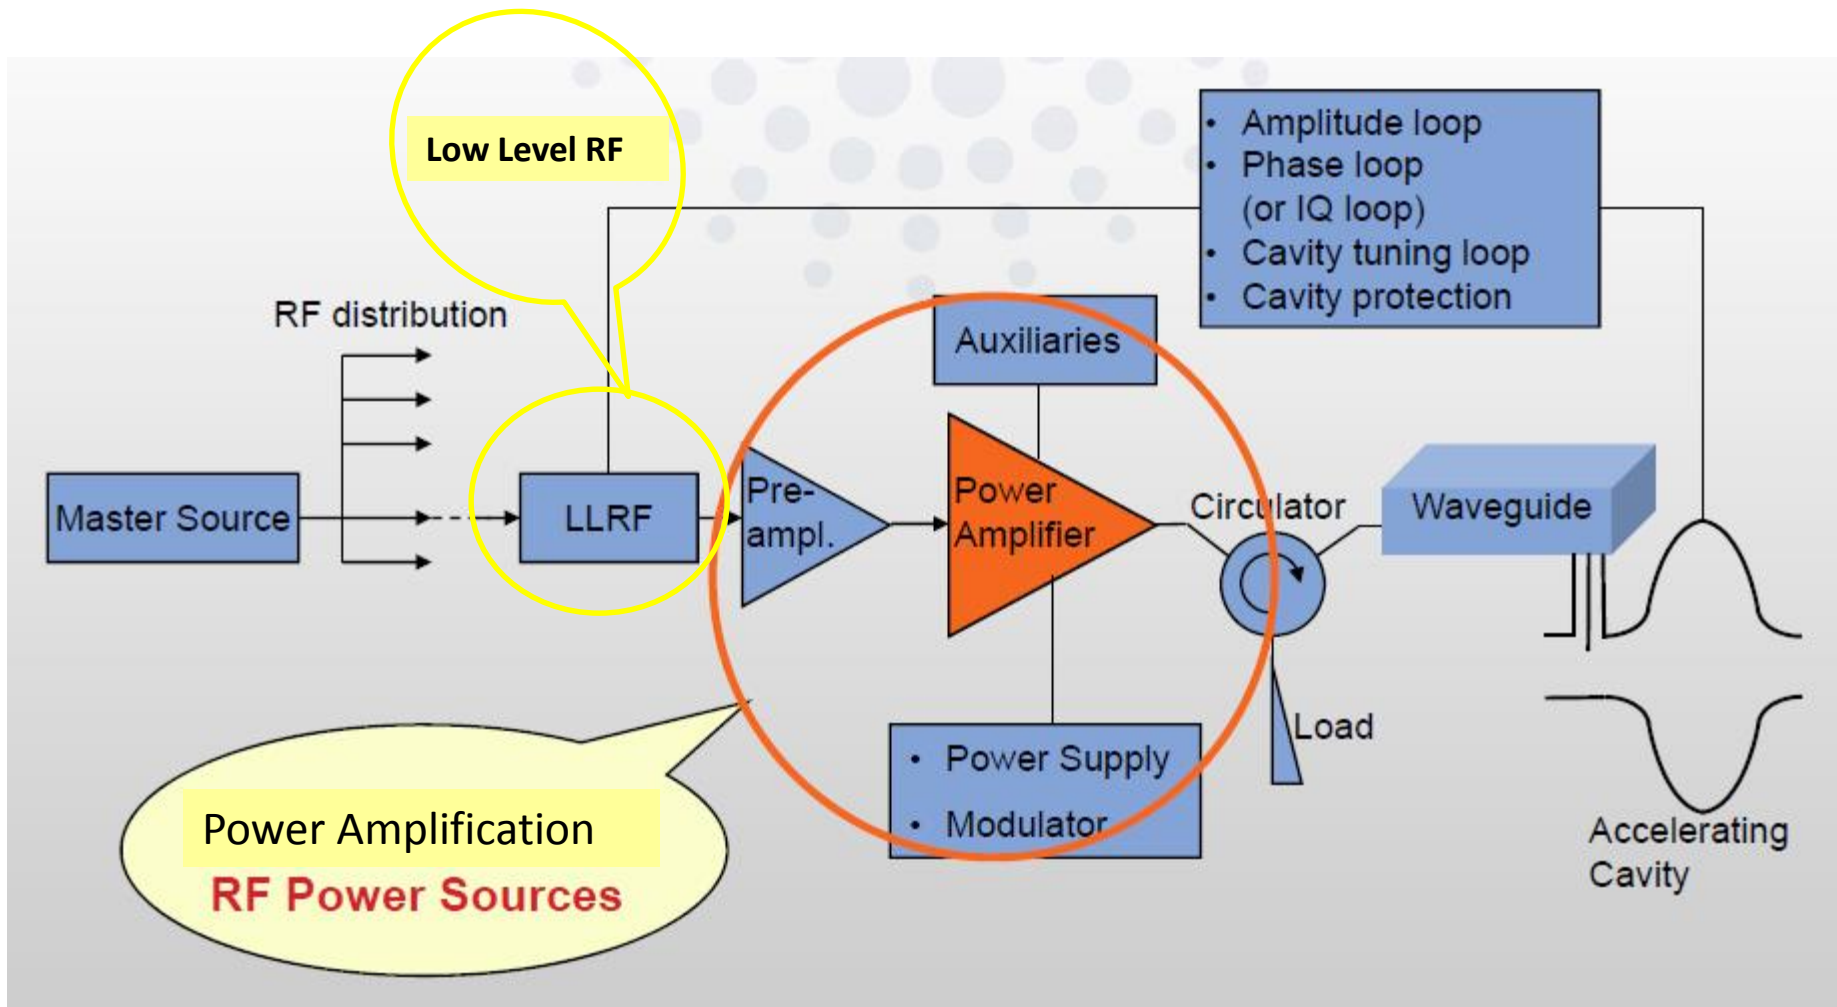 Low Level RF
• Amplitude loop
• Phase loop
(or IQ loop)
• Cavity tuning loop
• Cavity protection
RF distribution
Auxiliaries
Master Source
LLRF
Pre-
ampl.
Power
Amplifier
Circulator
Waveguide
Load
• Power Supply
• Modulator
Power Amplification
RF Power Sources
Accelerating
Cavity